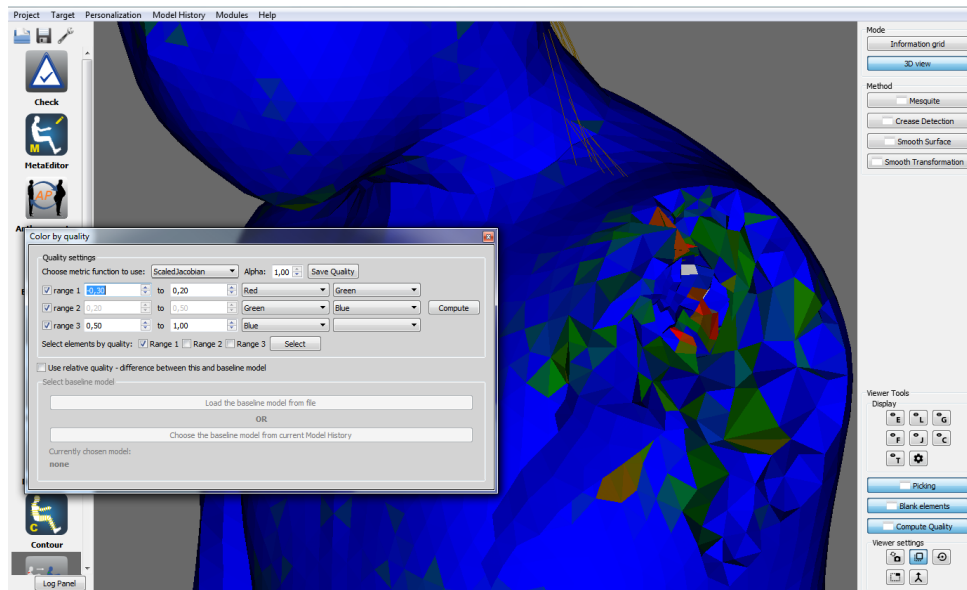 Project Target Personalization Model History Modules Help
Check
M
MetaEditor
AP
Color by quality
Quality settings
Choose metric function to use: ScaledJacobian Alpha: 1,00 Save Quality
range 1 -0,30 to 0,20 Red Green
range 2 0,20 to 0,50 Green Blue Compute
range 3 0,50 to 1,00 Blue
Select elements by quality: Range 1 Range 2 Range 3 Select
Use relative quality - difference between this and baseline model
Select baseline model
Load the baseline model from file
OR
Choose the baseline model from current Model History
Currently chosen model:
none
C
Contour
Log Panel
Mode
Information grid
3D view
Method
Mesquite
Crease Detection
Smooth Surface
Smooth Transformation
Viewer Tools
Display
E L G
F J C
T
Picking
Blank elements
Compute Quality
Viewer settings